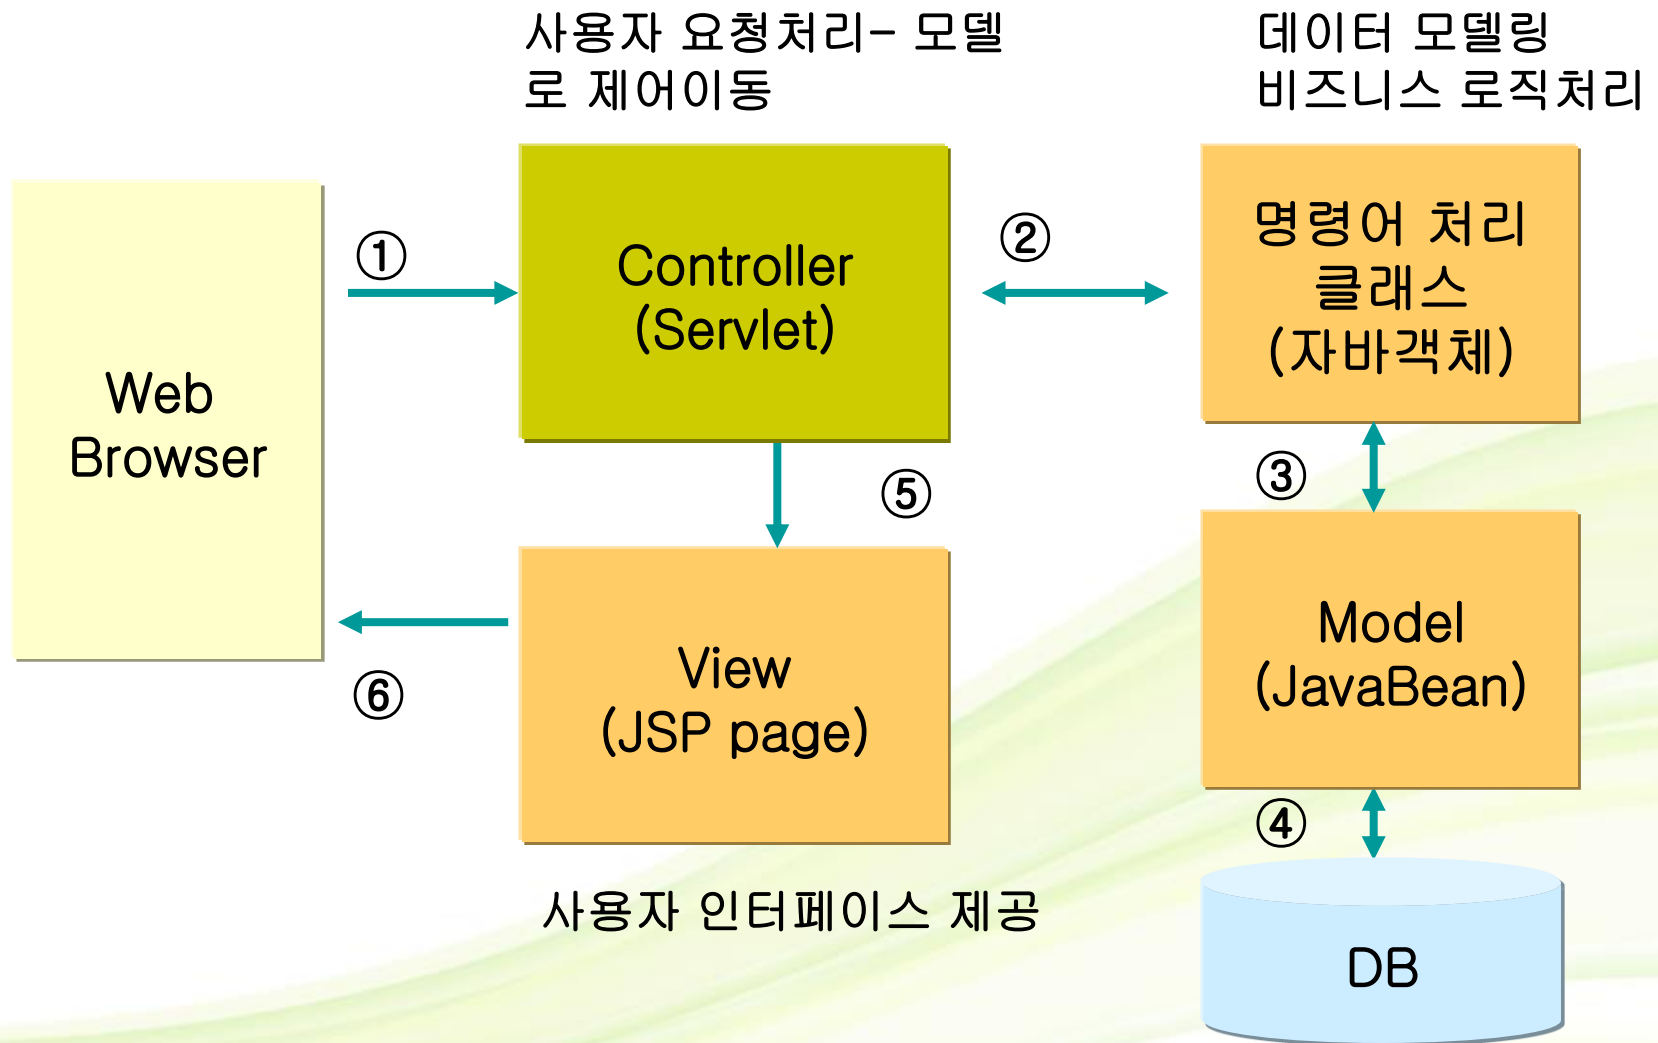 사용자 요청처리- 모델
로 제어이동
데이터 모델링
비즈니스 로직처리
Web
Browser
①
Controller
(Servlet)
②
명령어 처리
클래스
(자바객체)
③
⑤
View
(JSP page)
⑥
Model
(JavaBean)
④
사용자 인터페이스 제공
DB